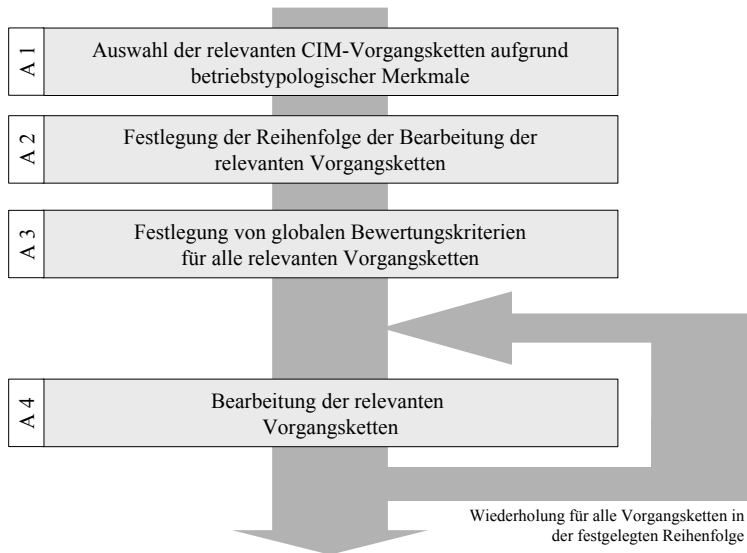 A 1
Auswahl der relevanten CIM-Vorgangsketten aufgrund
betriebstypologischer Merkmale
A 2
Festlegung der Reihenfolge der Bearbeitung der
relevanten Vorgangsketten
A 3
Festlegung von globalen Bewertungskriterien
für alle relevanten Vorgangsketten
A 4
Bearbeitung der relevanten
Vorgangsketten
Wiederholung für alle Vorgangsketten in
der festgelegten Reihenfolge